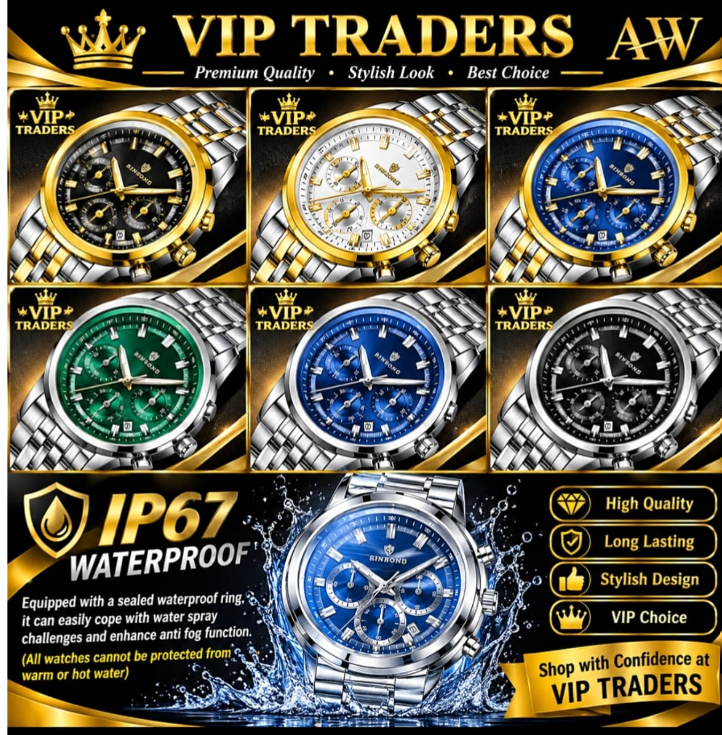 VIP TRADERS
AW
Premium Quality • Stylish Look • Best Choice
VIP
TRADERS
BINBOND
VIP
TRADERS
BINBOND
VIP
TRADERS
BINBOND
VIP
TRADERS
BINBOND
VIP
TRADERS
BINBOND
VIP
TRADERS
BINBOND
IP67
WATERPROOF
Equipped with a sealed waterproof ring,
it can easily cope with water spray
challenges and enhance anti fog function.
(All watches cannot be protected from
warm or hot water)
BINBOND
High Quality
Long Lasting
Stylish Design
VIP Choice
Shop with Confidence at
VIP TRADERS